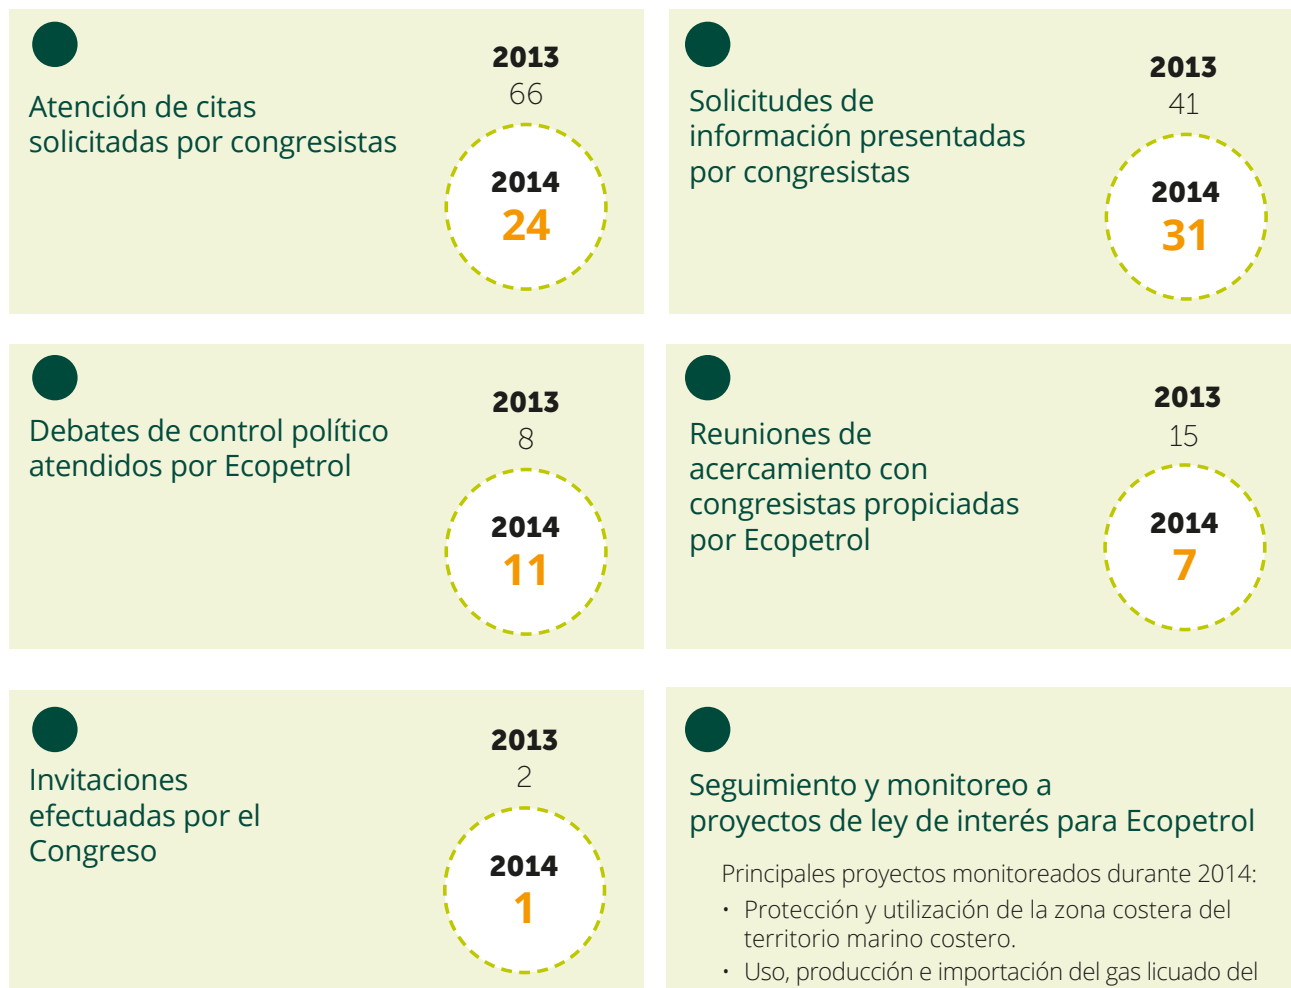 Atención de citas
solicitadas por congresistas
2013
66
2014
24
Solicitudes de
información presentadas
por congresistas
2013
41
2014
31
Debates de control político
atendidos por Ecopetrol
2013
8
2014
11
Reuniones de
acercamiento con
congresistas propiciadas
por Ecopetrol
2013
15
2014
7
Invitaciones
efectuadas por el
Congreso
2013
2
2014
1
Seguimiento y monitoreo a
proyectos de ley de interés para Ecopetrol
Principales proyectos monitoreados durante 2014:
• Protección y utilización de la zona costera del
territorio marino costero.
• Uso, producción e importación del gas licuado del